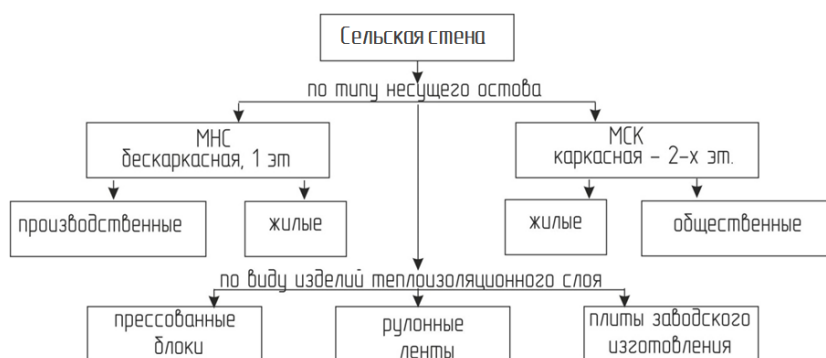 Сельская стена
по типу несущего остова
МНС
бескаркасная, 1 эт
МСК
каркасная – 2-х эт.
производственные
жилые
жилые
общественные
по виду изделий теплоизоляционного слоя
прессованные
блоки
рулонные
ленты
плиты заводского
изготовления